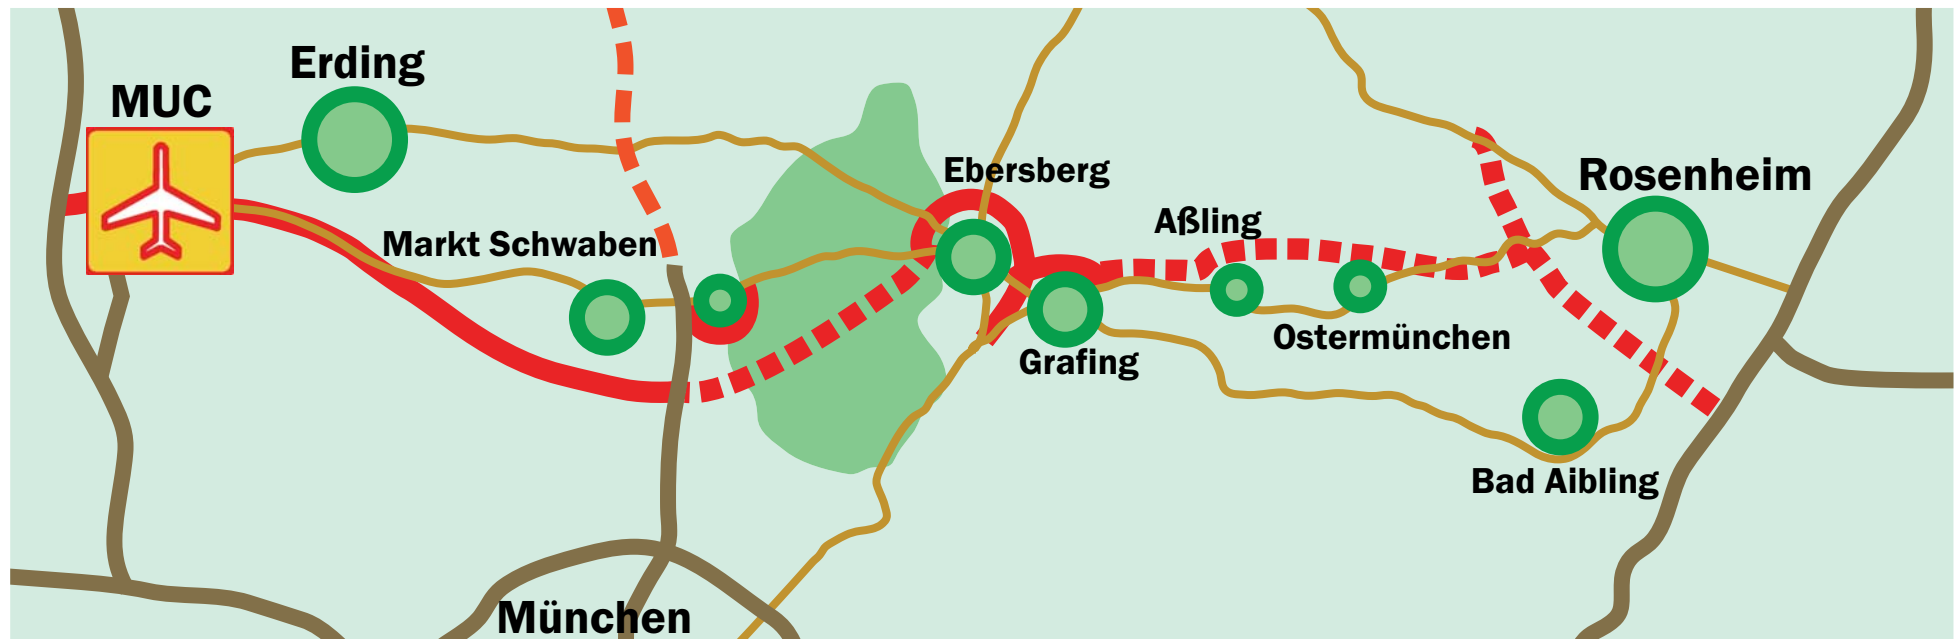 Erding
MUC
Ebersberg
Rosenheim
Aßling
Markt Schwaben
Ostermünchen
Grafing
Bad Aibling
München